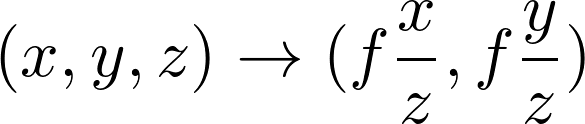 (x, y, z) → (f x/z, f y/z)